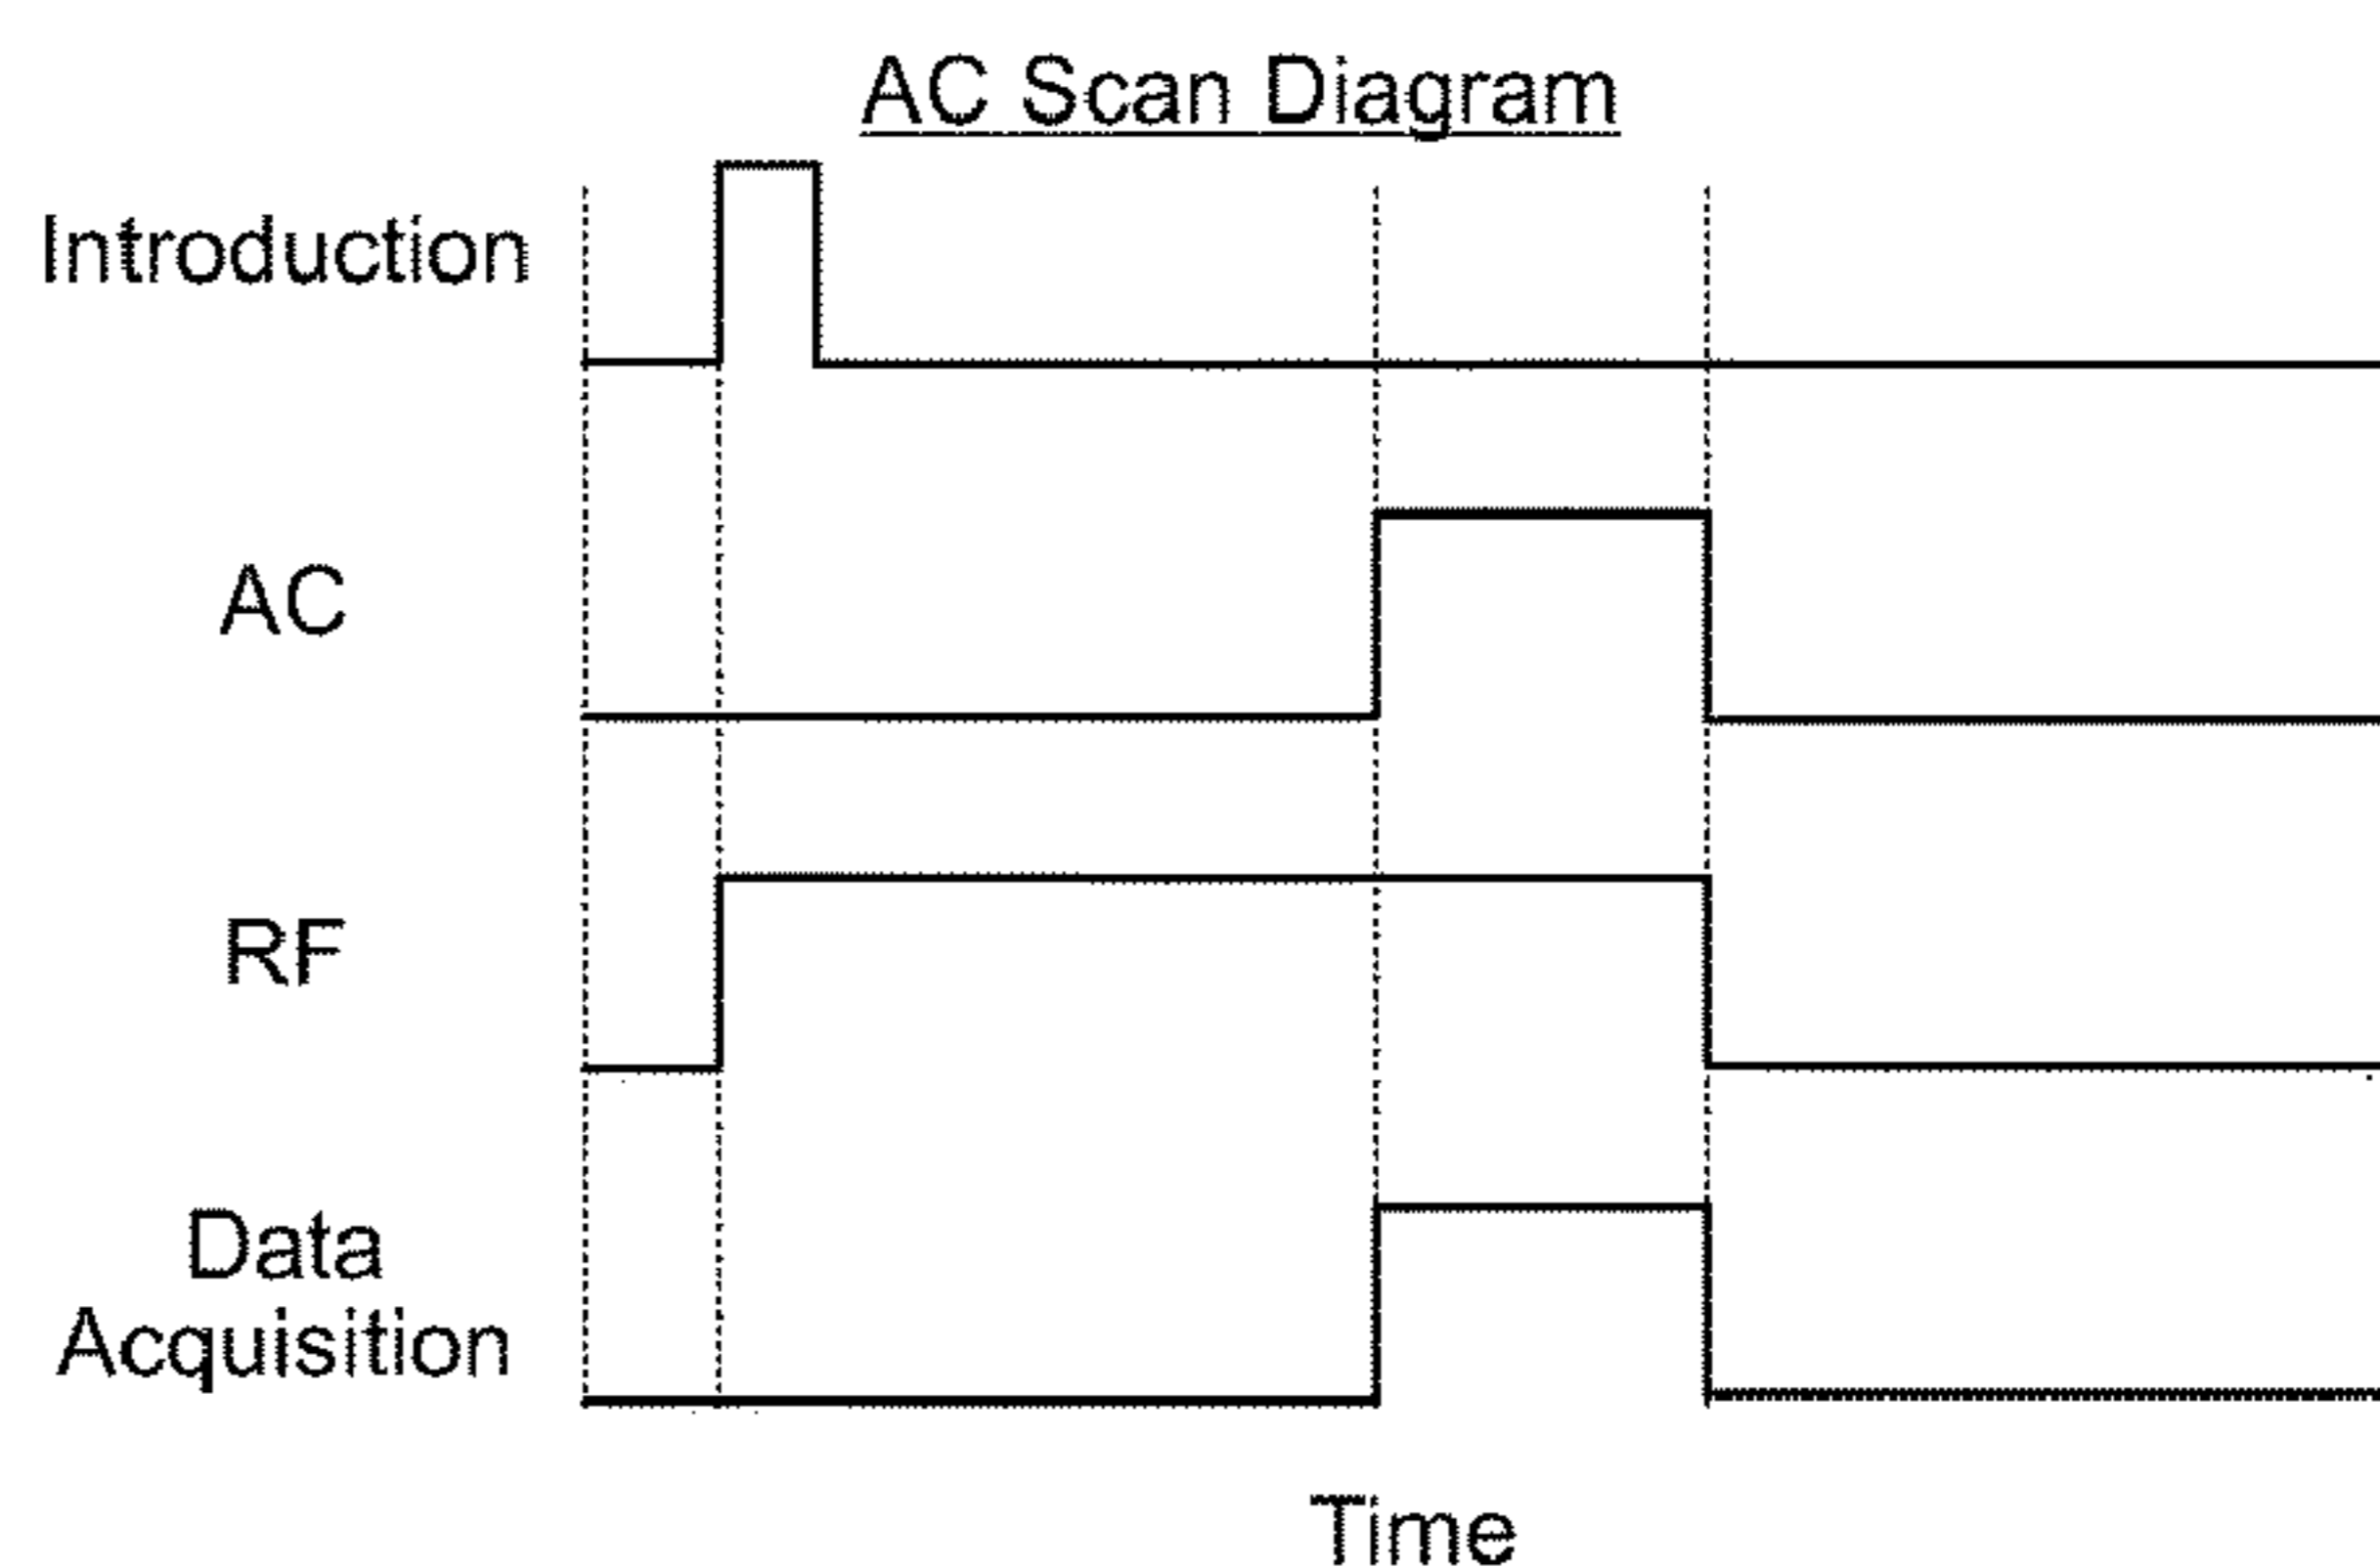 AC Scan Diagram
Introduction
AC
RF
Data
Acquisition
Time